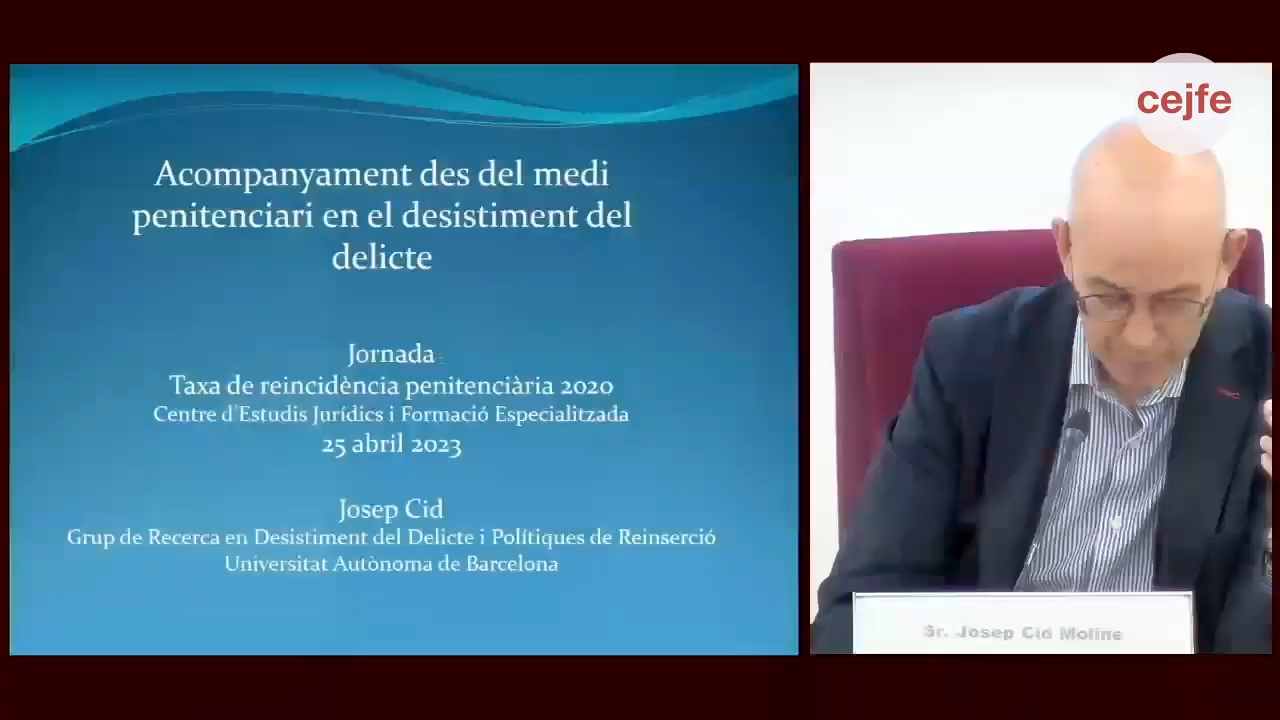 Acompanyament des del medi
penitenciari en el desistiment del
delicte
Jornada
Taxa de reincidència penitenciària 2020
Centre d'Estudis Jurídics i Formació Especialitzada
25 abril 2023
Josep Cid
Grup de Recerca en Desistiment del Delicte i Polítiques de Reinserció
Universitat Autònoma de Barcelona
cejfe
Sr. Josep Cid Moliné